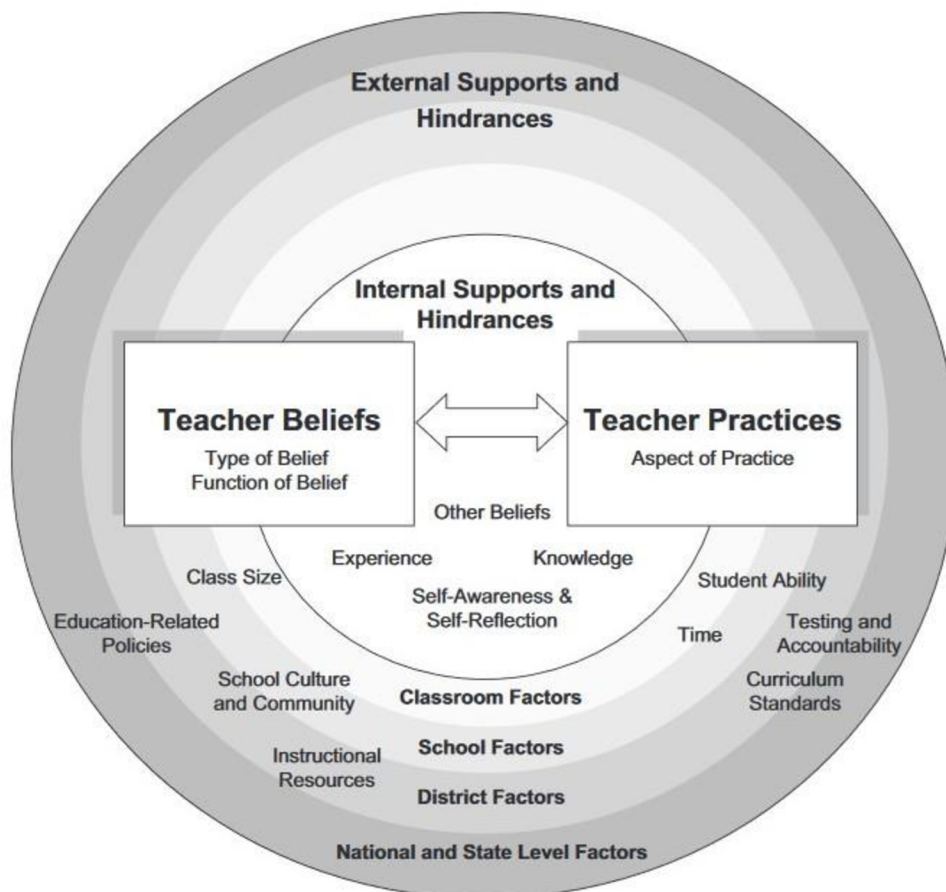 External Supports and
Hindrances
Internal Supports and
Hindrances
Teacher Beliefs
Type of Belief
Function of Belief
Teacher Practices
Aspect of Practice
Other Beliefs
Experience
Knowledge
Self-Awareness &
Self-Reflection
Class Size
Student Ability
Education-Related
Policies
Time
Testing and
Accountability
School Culture
and Community
Classroom Factors
Curriculum
Standards
Instructional
Resources
School Factors
District Factors
National and State Level Factors